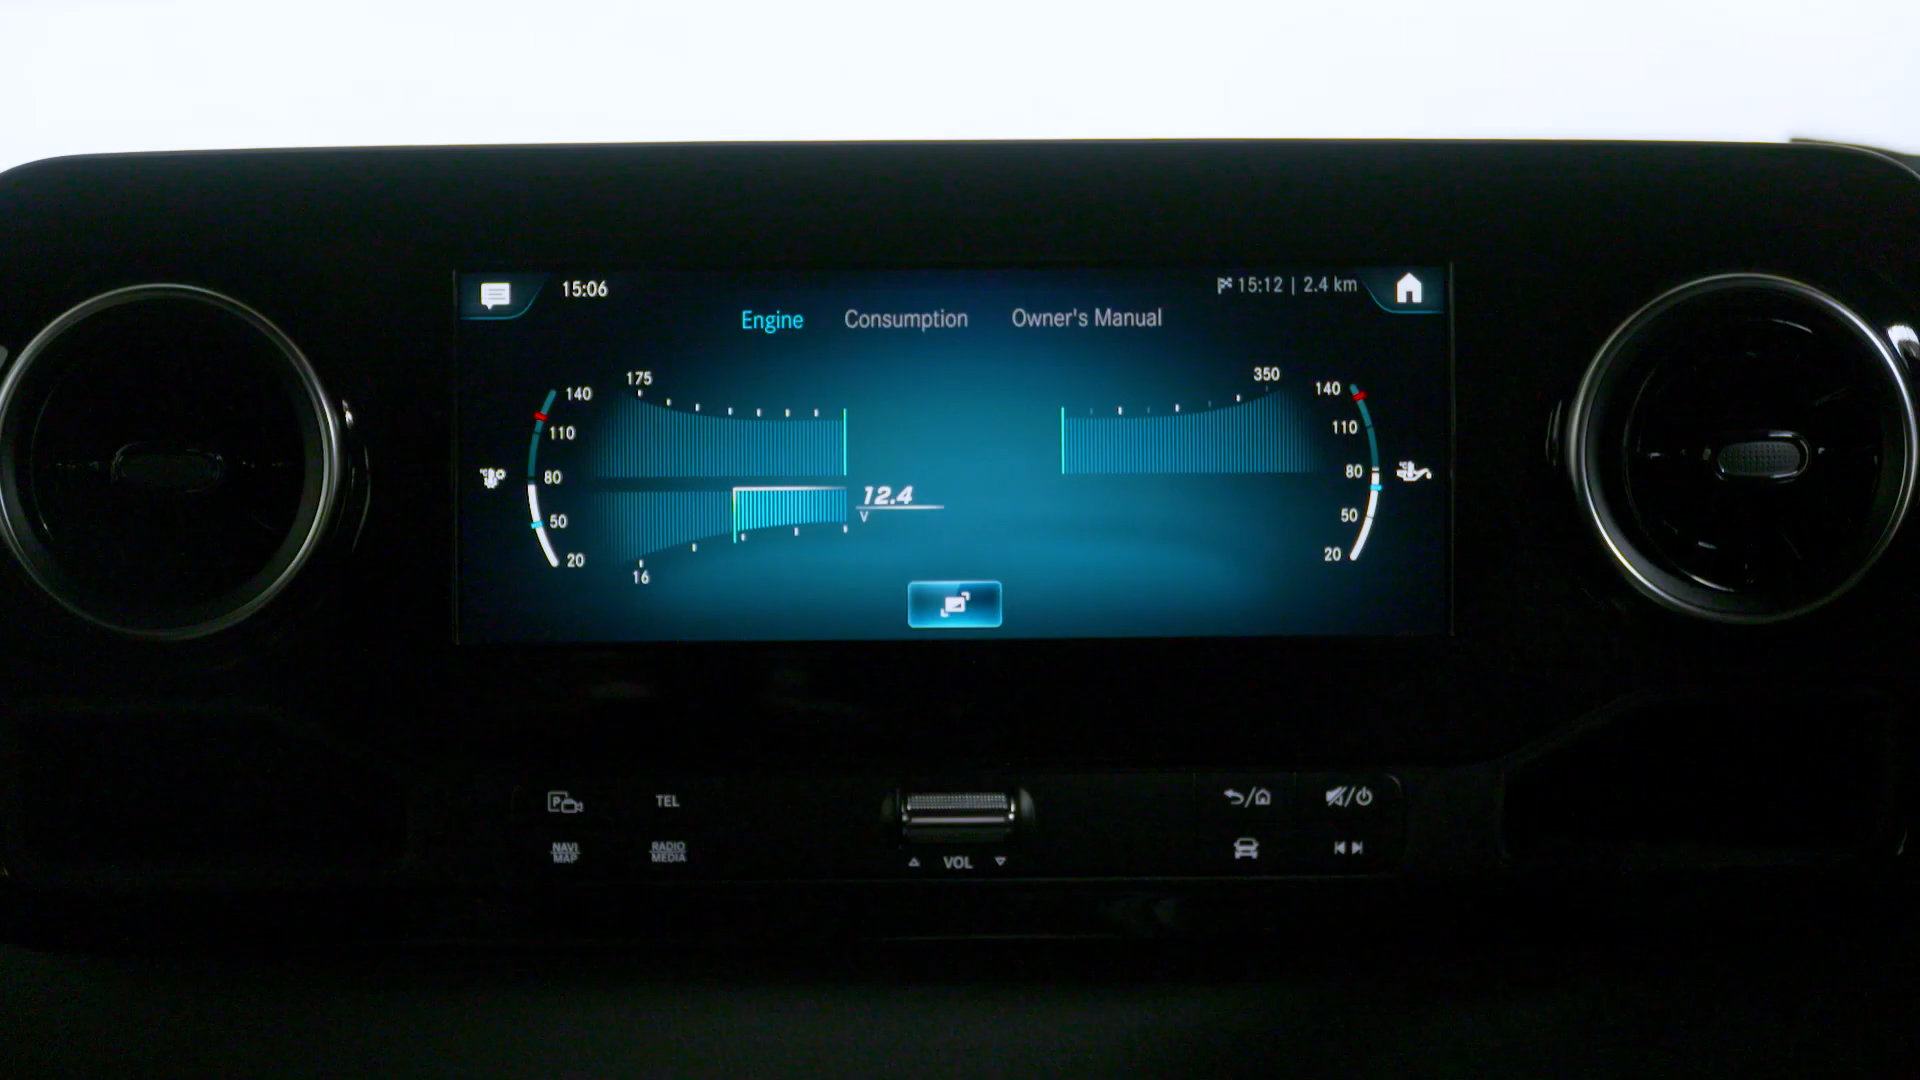 15:06
15:12 | 2.4 km
Engine Consumption Owner's Manual
175
350
140
140
110
110
80
80
12.4
V
50
50
20
20
16
P
TEL
NAVI
MAP
RADIO
MEDIA
VOL